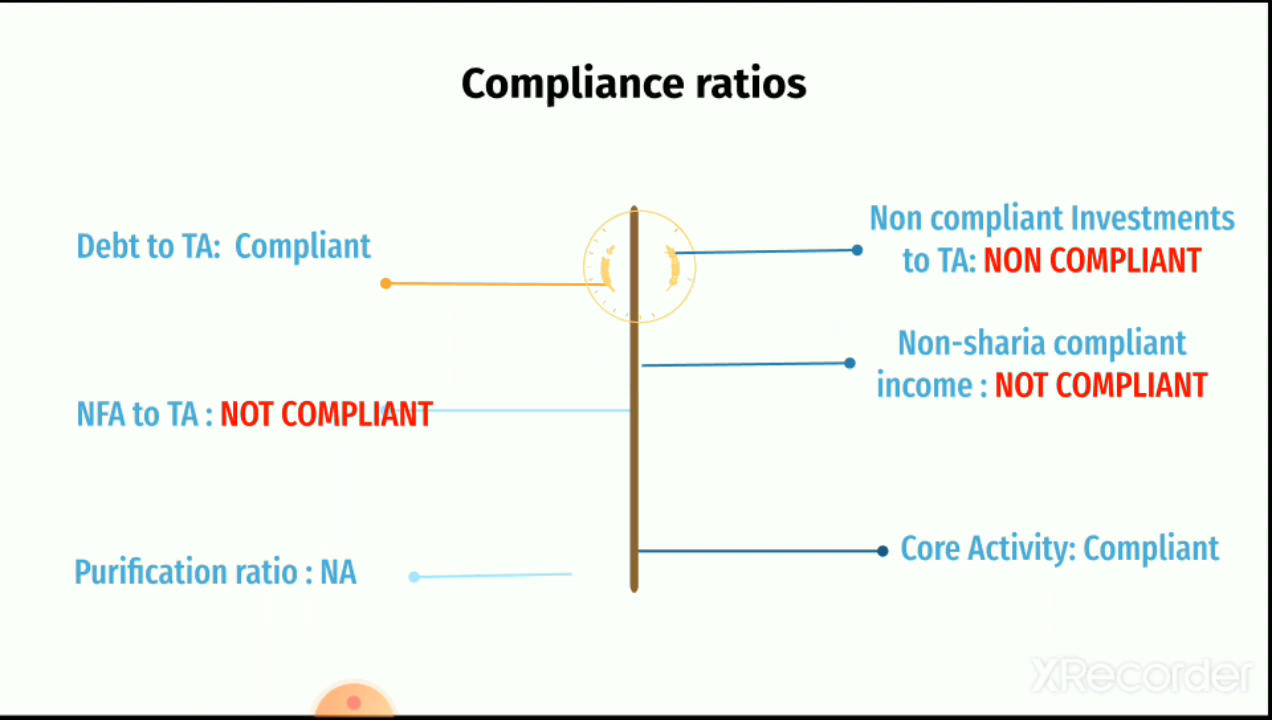 Compliance ratios
Debt to TA: Compliant
Non compliant Investments
to TA: NON COMPLIANT
Non-sharia compliant
income : NOT COMPLIANT
NFA to TA : NOT COMPLIANT
Core Activity: Compliant
Purification ratio : NA
XRecorder